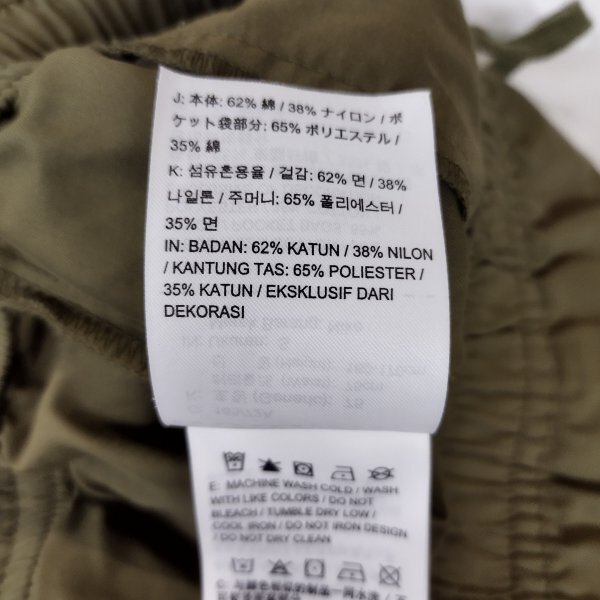 J: 本体: 62% 綿 / 38% ナイロン / ポ
ケット袋部分: 65% ポリエステル /
35% 綿
K: 섬유혼용율 / 겉감: 62% 면 / 38%
나일론 / 주머니: 65% 폴리에스터 /
35% 면
IN: BADAN: 62% KATUN / 38% NILON
/ KANTUNG TAS: 65% POLIESTER /
35% KATUN / EKSKLUSIF DARI
DEKORASI
E: MACHINE WASH COLD / WASH
WITH LIKE COLORS / DO NOT
BLEACH / TUMBLE DRY LOW /
COOL IRON / DO NOT IRON DESIGN
/ DO NOT DRY CLEAN